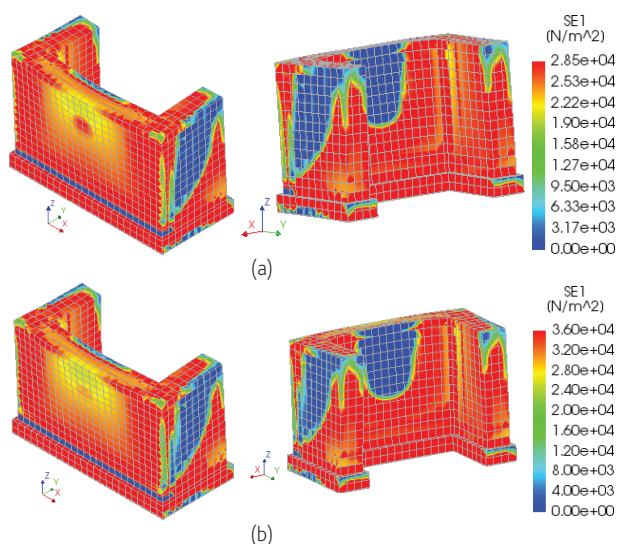 SE1
(N/m^2)
2.85e+04
2.53e+04
2.22e+04
1.90e+04
1.58e+04
1.27e+04
9.50e+03
6.33e+03
3.17e+03
0.00e+00
Z
Y
X
Z
X
Y
(a)
SE1
(N/m^2)
3.60e+04
3.20e+04
2.80e+04
2.40e+04
2.00e+04
1.60e+04
1.20e+04
8.00e+03
4.00e+03
0.00e+00
Z
Y
X
Z
X
Y
(b)